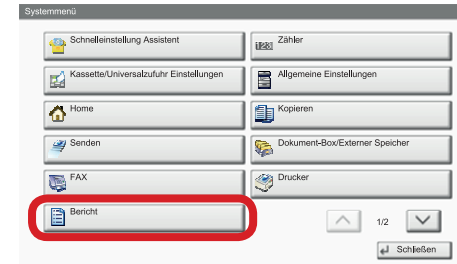 Systemmenü
Schnelleinstellung Assistent
Zähler
Kassette/Universalzufuhr Einstellungen
Allgemeine Einstellungen
Home
Kopieren
Senden
Dokument-Box/Externer Speicher
FAX
Drucker
Bericht
1/2
Schließen